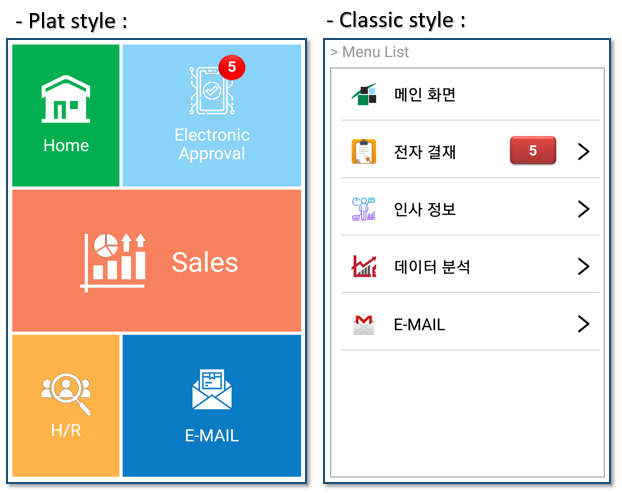 - Plat style :
5
Home
Electronic
Approval
Sales
H/R
E-MAIL
- Classic style :
> Menu List
메인 화면
전자 결재
5
인사 정보
데이터 분석
E-MAIL